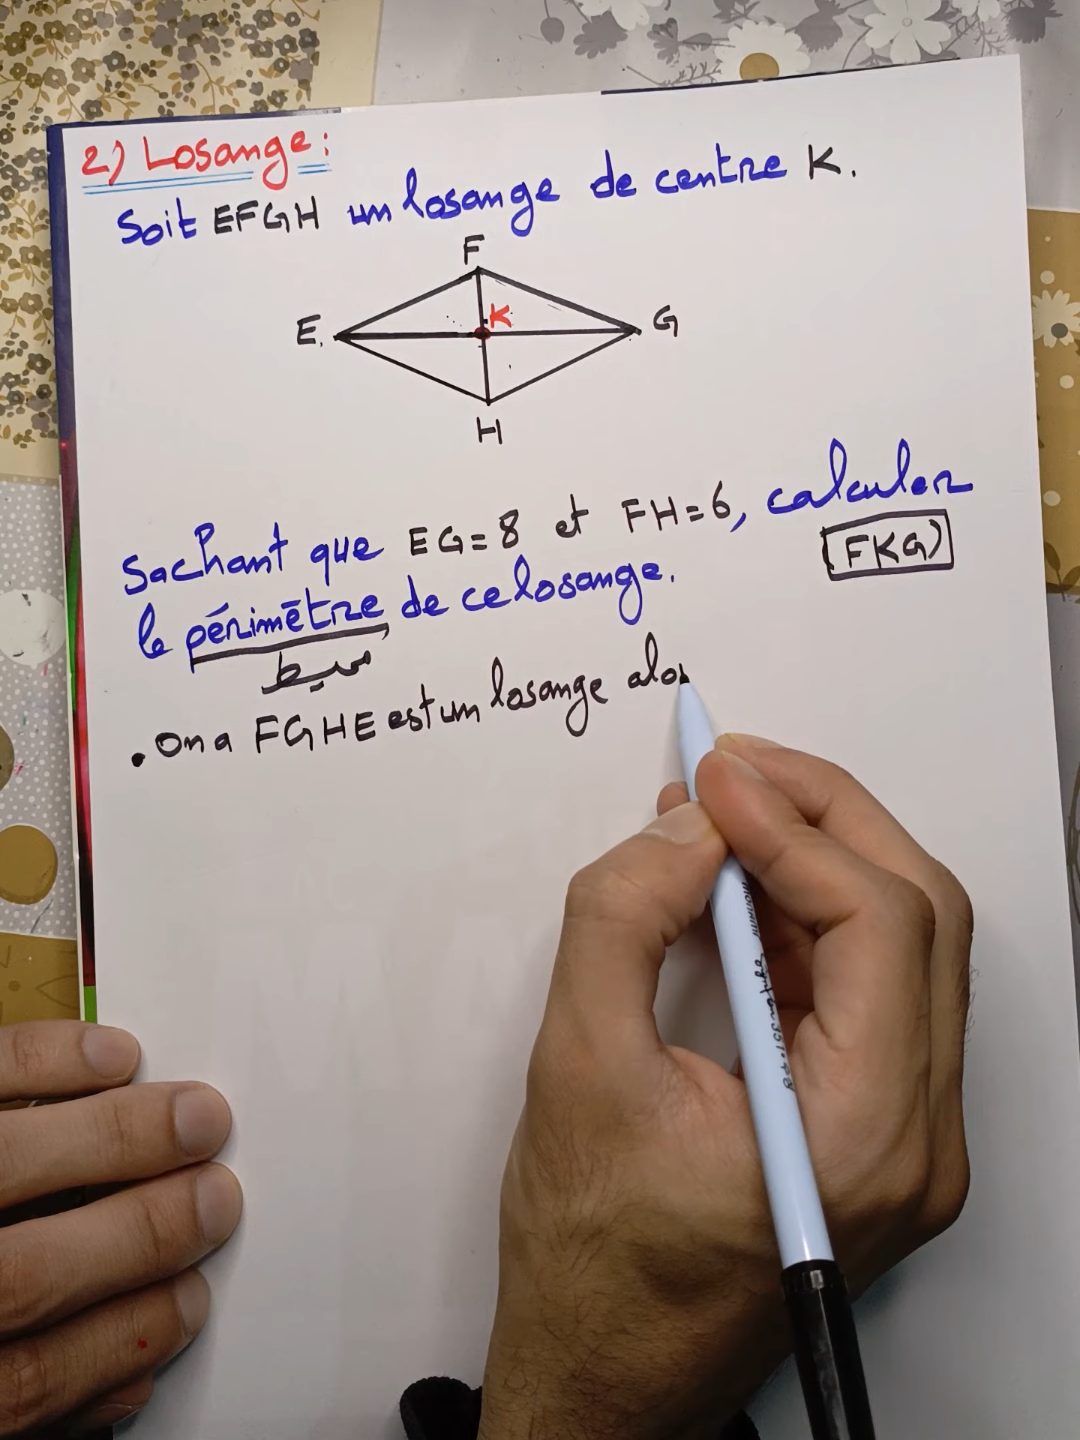 2) Losange:
Soit EFGH un losange de centre K.
F
K
E.
G
H
Sachant que EG=8 et FH=6, calculer
FKG)
le périmètre de ce losange.
محيط
. On a FGHE est un losange alo